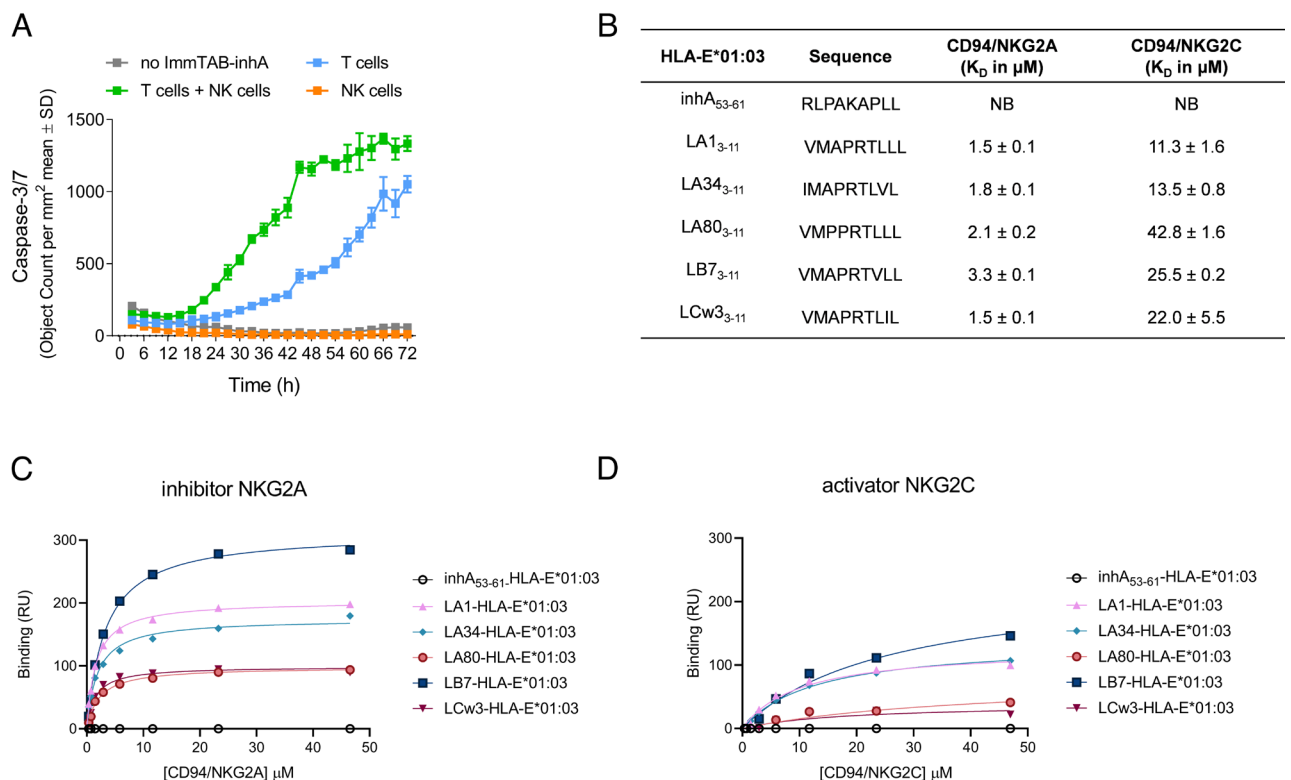 A
no ImmTAB-inhA
T cells
T cells + NK cells
NK cells
Caspase-3/7
(Object Count per mm² mean ± SD)
1500
1000
500
0
0 6 12 18 24 30 36 42 48 54 60 66 72
Time (h)
B
HLA-E*01:03 Sequence CD94/NKG2A (K_D in µM) CD94/NKG2C (K_D in µM)
inhA53-61 RLPAKAPLL NB NB
LA13-11 VMAPRTLLL 1.5 ± 0.1 11.3 ± 1.6
LA343-11 IMAPRTLVL 1.8 ± 0.1 13.5 ± 0.8
LA803-11 VMPPRTLLL 2.1 ± 0.2 42.8 ± 1.6
LB73-11 VMAPRTVLL 3.3 ± 0.1 25.5 ± 0.2
LCw33-11 VMAPRTLIL 1.5 ± 0.1 22.0 ± 5.5
C
inhibitor NKG2A
Binding (RU)
300
200
100
0
0 10 20 30 40 50
[CD94/NKG2A] µM
inhA53-61-HLA-E*01:03
LA1-HLA-E*01:03
LA34-HLA-E*01:03
LA80-HLA-E*01:03
LB7-HLA-E*01:03
LCw3-HLA-E*01:03
D
activator NKG2C
Binding (RU)
300
200
100
0
0 10 20 30 40 50
[CD94/NKG2C] µM
inhA53-61-HLA-E*01:03
LA1-HLA-E*01:03
LA34-HLA-E*01:03
LA80-HLA-E*01:03
LB7-HLA-E*01:03
LCw3-HLA-E*01:03